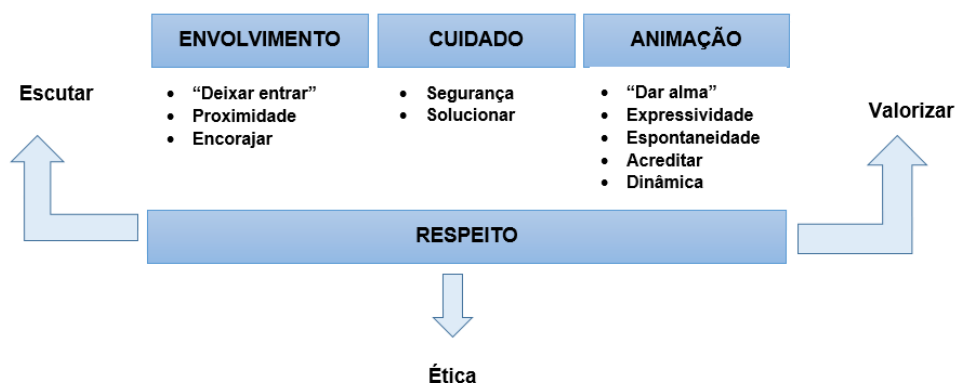 ENVOLVIMENTO
CUIDADO
ANIMAÇÃO
Escutar
• “Deixar entrar”
• Proximidade
• Encorajar
• Segurança
• Solucionar
• “Dar alma”
• Expressividade
• Espontaneidade
• Acreditar
• Dinâmica
Valorizar
RESPEITO
Ética